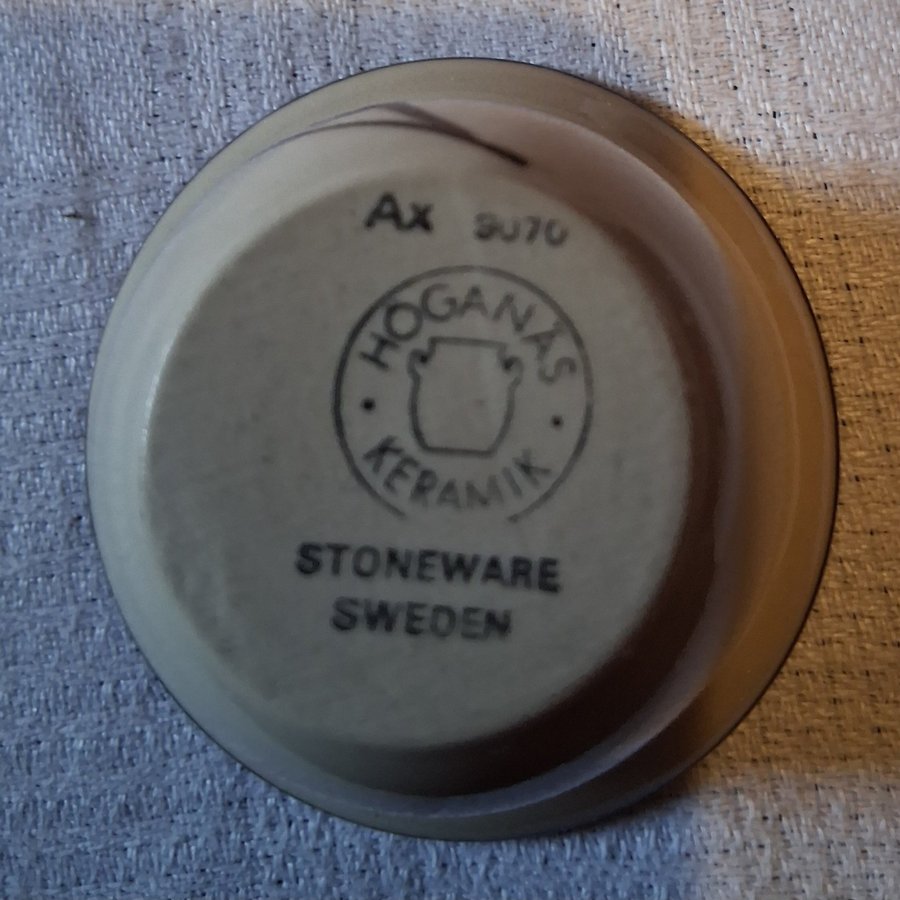 Ax 9070
HÖGANÄS
KERAMIK
STONEWARE
SWEDEN